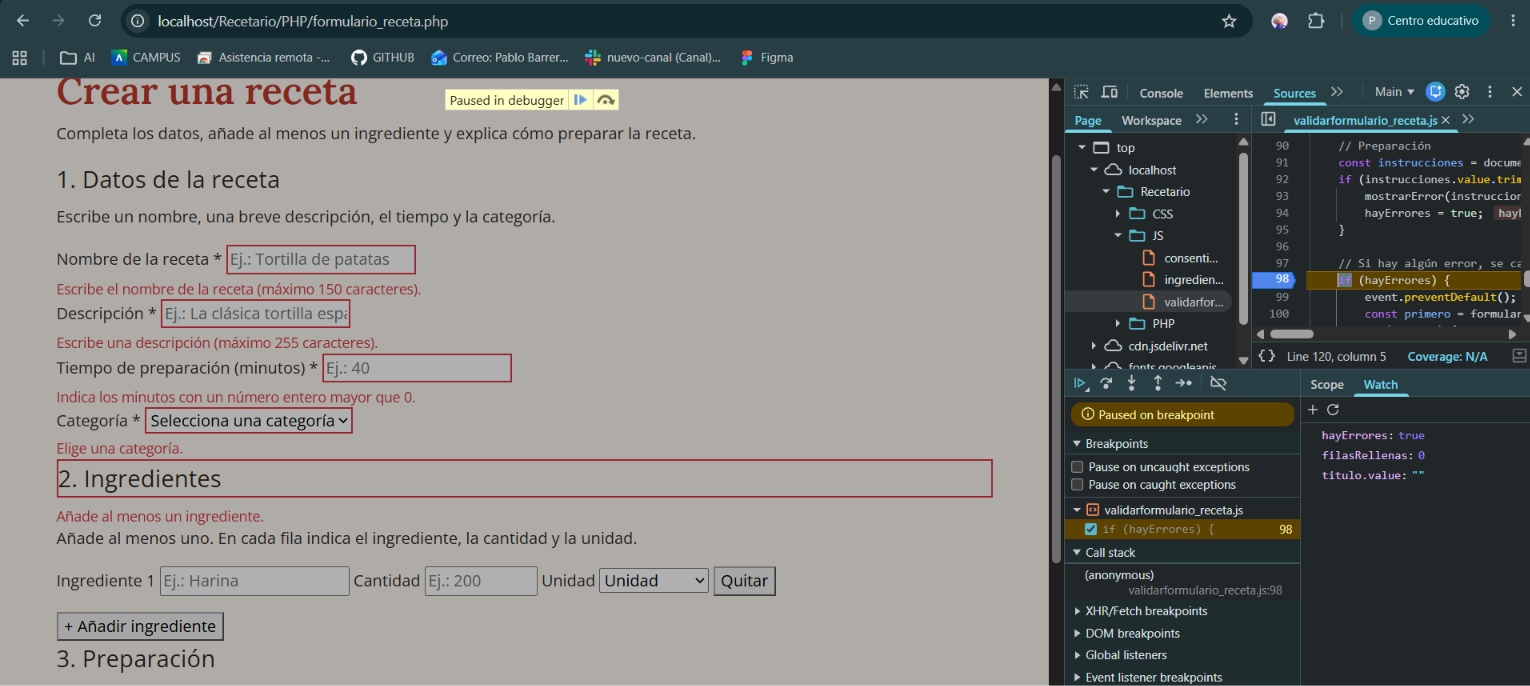 localhost/Recetario/PHP/formulario_receta.php
P Centro educativo
AI CAMPUS Asistencia remota -... GITHUB Correo: Pablo Barrer... nuevo-canal (Canal)... Figma
Crear una receta
Paused in debugger
Completa los datos, añade al menos un ingrediente y explica cómo preparar la receta.
1. Datos de la receta
Escribe un nombre, una breve descripción, el tiempo y la categoría.
Nombre de la receta * Ej.: Tortilla de patatas
Escribe el nombre de la receta (máximo 150 caracteres).
Descripción * Ej.: La clásica tortilla espa
Escribe una descripción (máximo 255 caracteres).
Tiempo de preparación (minutos) * Ej.: 40
Indica los minutos con un número entero mayor que 0.
Categoría * Selecciona una categoría
Elige una categoría.
2. Ingredientes
Añade al menos un ingrediente.
Añade al menos uno. En cada fila indica el ingrediente, la cantidad y la unidad.
Ingrediente 1 Ej.: Harina Cantidad Ej.: 200 Unidad Unidad Quitar
+ Añadir ingrediente
3. Preparación
Console Elements Sources Main
Page Workspace
top
localhost
Recetario
CSS
JS
consenti...
ingredien...
validarfor...
PHP
cdn.jsdelivr.net
fonts.googleapis
validarformulario_receta.js
90 // Preparación
91 const instrucciones = docume
92 if (instrucciones.value.trim
93 mostrarError(instruccion
94 hayErrores = true; hayE
95 }
96
97 // Si hay algún error, se ca
98 if (hayErrores) {
99 event.preventDefault();
100 const primero = formular
{} Line 120, column 5 Coverage: N/A
Paused on breakpoint
Breakpoints
Pause on uncaught exceptions
Pause on caught exceptions
validarformulario_receta.js
if (hayErrores) { 98
Call stack
(anonymous)
validarformulario_receta.js:98
XHR/Fetch breakpoints
DOM breakpoints
Global listeners
Event listener breakpoints
Scope Watch
hayErrores: true
filasRellenas: 0
titulo.value: ""